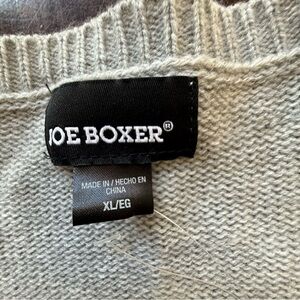 JOE BOXER®
MADE IN / HECHO EN
CHINA
XL/EG